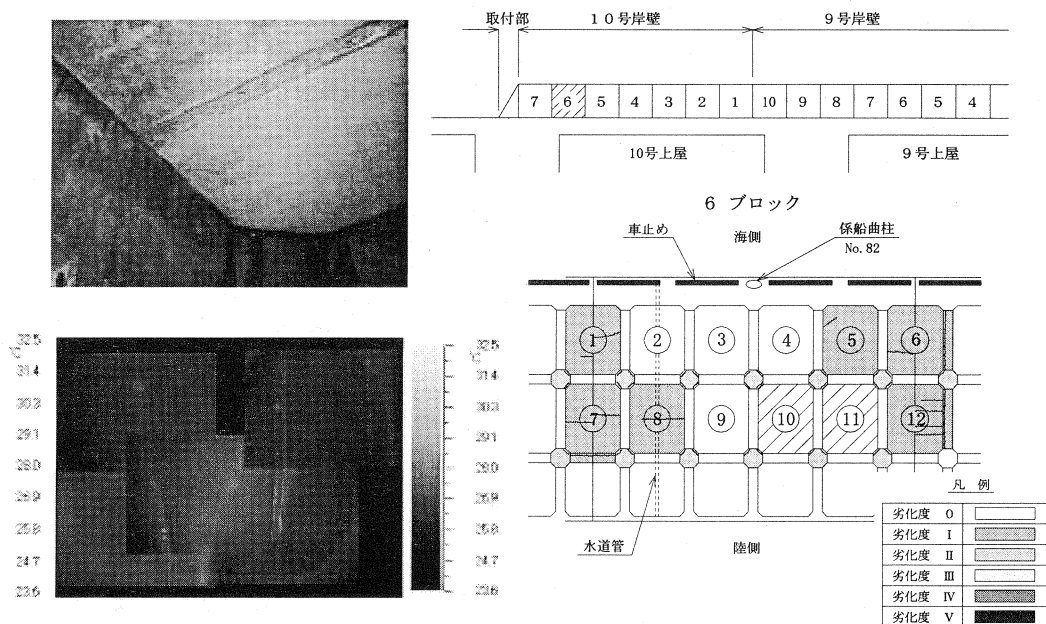 取付部
10号岸壁
9号岸壁
7 6 5 4 3 2 1 10 9 8 7 6 5 4
10号上屋
9号上屋
6 ブロック
車止め
海側
係船曲柱
No. 82
① ② ③ ④ ⑤ ⑥
⑦ ⑧ ⑨ ⑩ ⑪ ⑫
水道管
陸側
凡 例
劣化度 0
劣化度 I
劣化度 II
劣化度 III
劣化度 IV
劣化度 V
32.5 32.5
℃ ℃
31.4 31.4
30.3 30.3
29.1 29.1
28.0 28.0
26.9 26.9
25.8 25.8
24.7 24.7
23.6 23.6